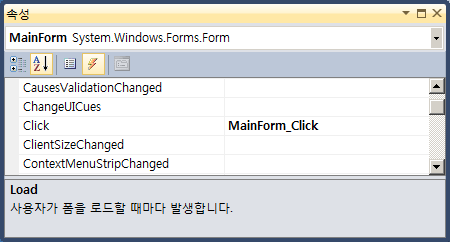 속성
MainForm System.Windows.Forms.Form
A
Z
CausesValidationChanged
ChangeUICues
Click MainForm_Click
ClientSizeChanged
ContextMenuStripChanged
Load
사용자가 폼을 로드할 때마다 발생합니다.